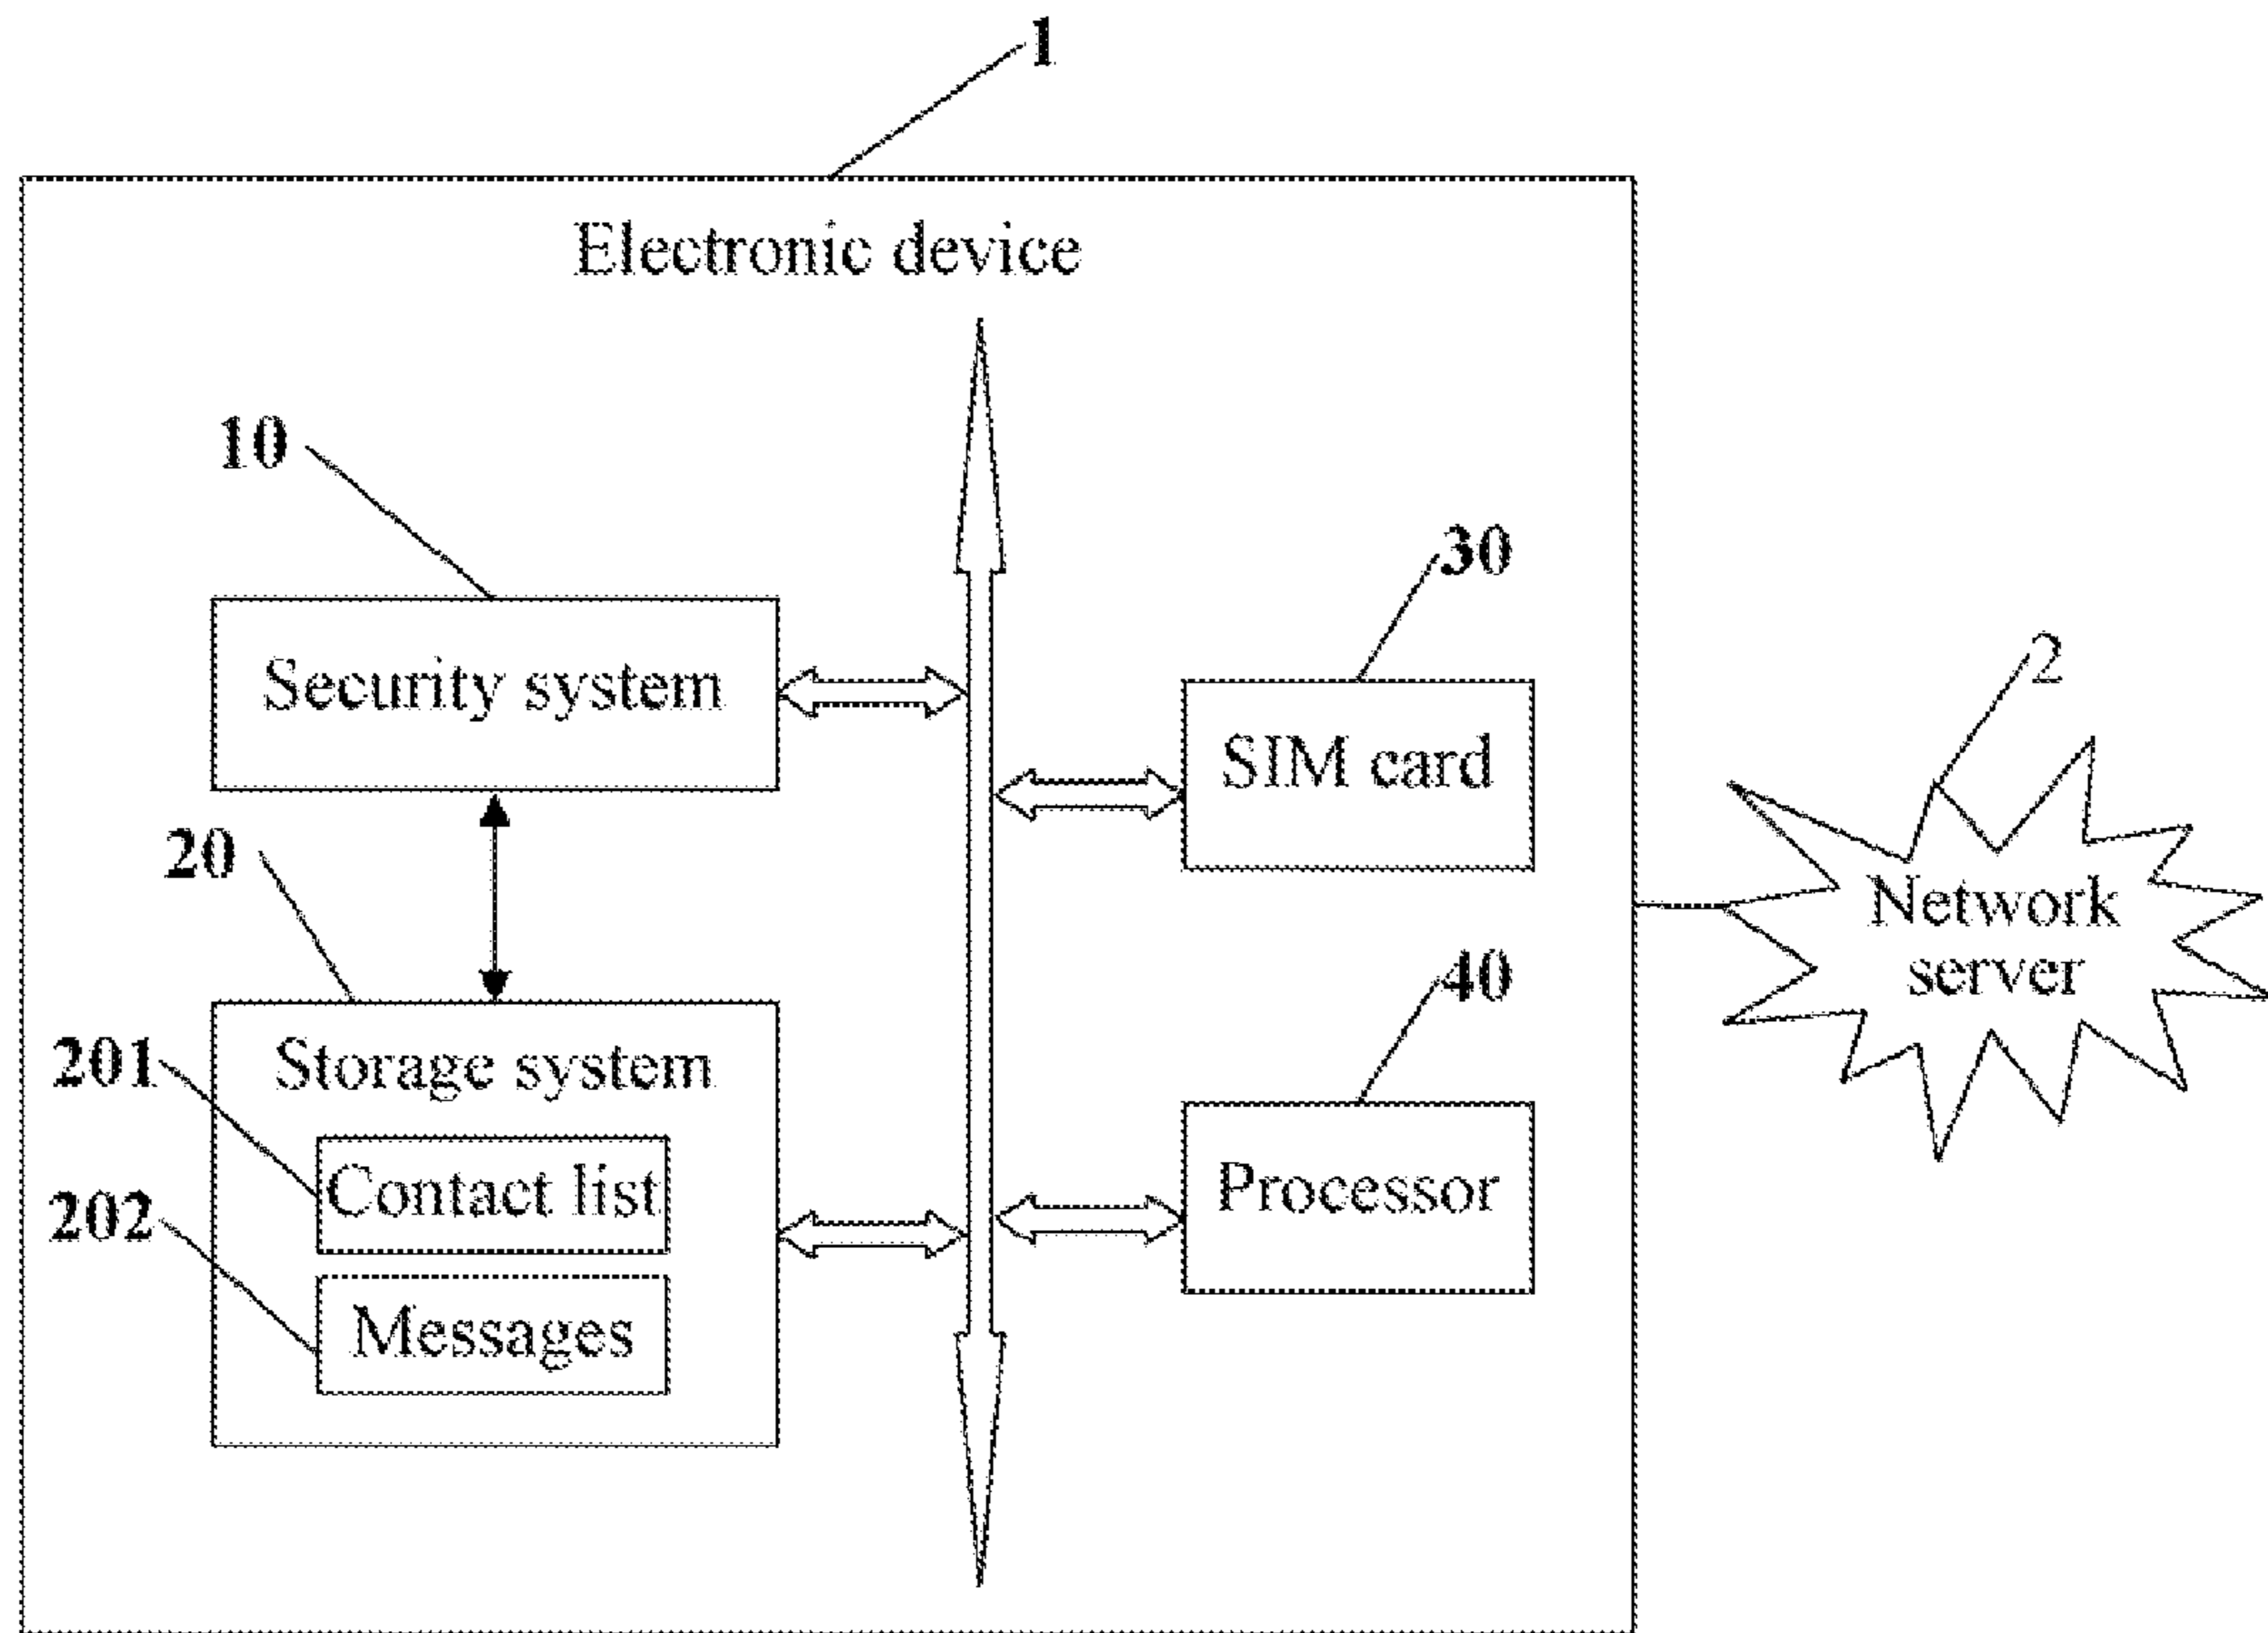 1
Electronic device
10
30
Security system
2
SIM card
20
Network
server
40
201
Storage system
Contact list
Processor
202
Messages